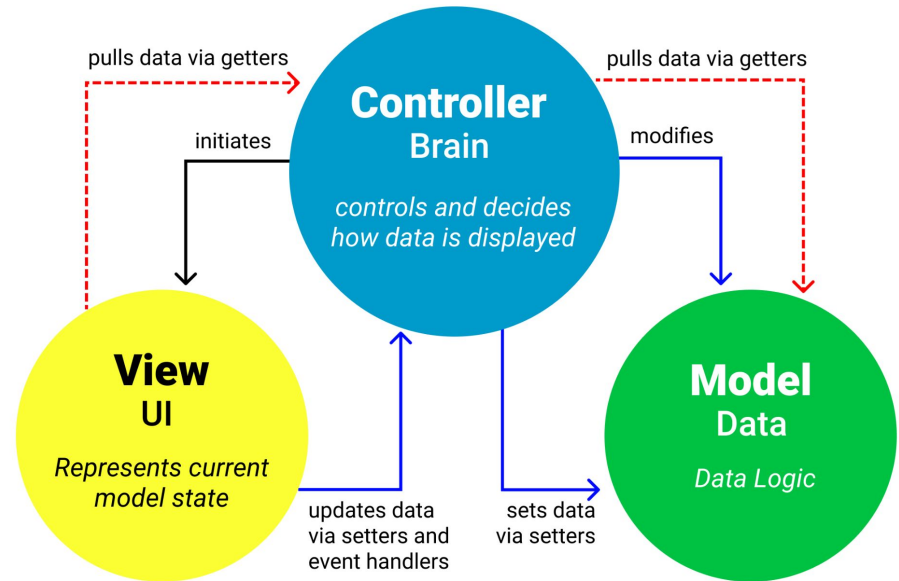 pulls data via getters
pulls data via getters
Controller
Brain
controls and decides
how data is displayed
initiates
modifies
View
UI
Represents current
model state
Model
Data
Data Logic
updates data
via setters and
event handlers
sets data
via setters